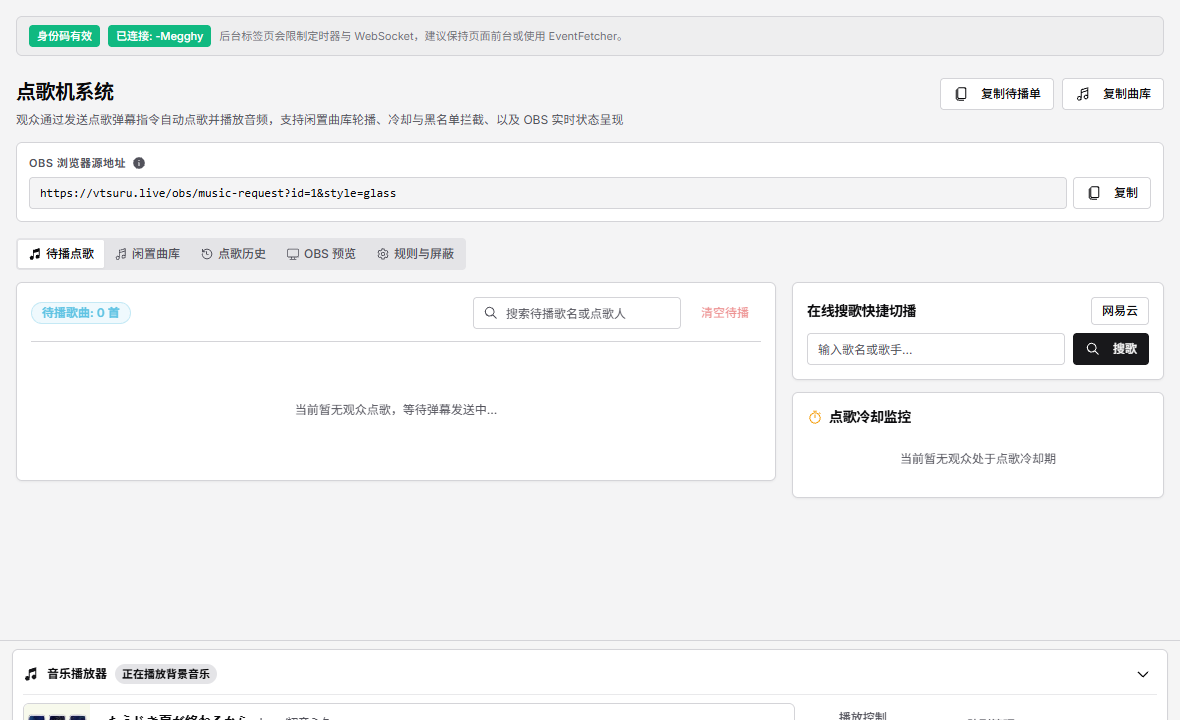 身份码有效 已连接: -Megghy 后台标签页会限制定时器与 WebSocket，建议保持页面前台或使用 EventFetcher。
点歌机系统
复制待播单 复制曲库
观众通过发送点歌弹幕指令自动点歌并播放音频，支持闲置曲库轮播、冷却与黑名单拦截、以及 OBS 实时状态呈现
OBS 浏览器源地址
https://vtsuru.live/obs/music-request?id=1&style=glass 复制
待播点歌 闲置曲库 点歌历史 OBS 预览 规则与屏蔽
待播歌曲: 0 首 搜索待播歌名或点歌人 清空待播
当前暂无观众点歌，等待弹幕发送中...
在线搜歌快捷切播 网易云
输入歌名或歌手... 搜歌
点歌冷却监控
当前暂无观众处于点歌冷却期
音乐播放器 正在播放背景音乐
播放控制